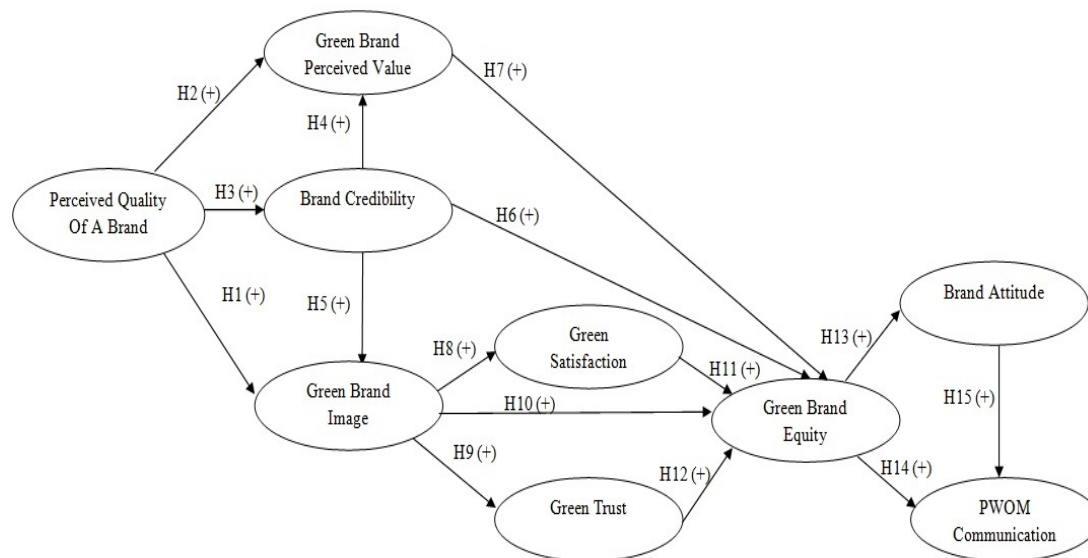 Green Brand
Perceived Value
H7 (+)
H2 (+)
H4 (+)
Perceived Quality
Of A Brand
H3 (+)
Brand Credibility
H6 (+)
H1 (+)
H5 (+)
Brand Attitude
Green
Satisfaction
H8 (+)
H13 (+)
H11 (+)
Green Brand
Image
H10 (+)
Green Brand
Equity
H15 (+)
H9 (+)
H12 (+)
H14 (+)
Green Trust
PWOM
Communication